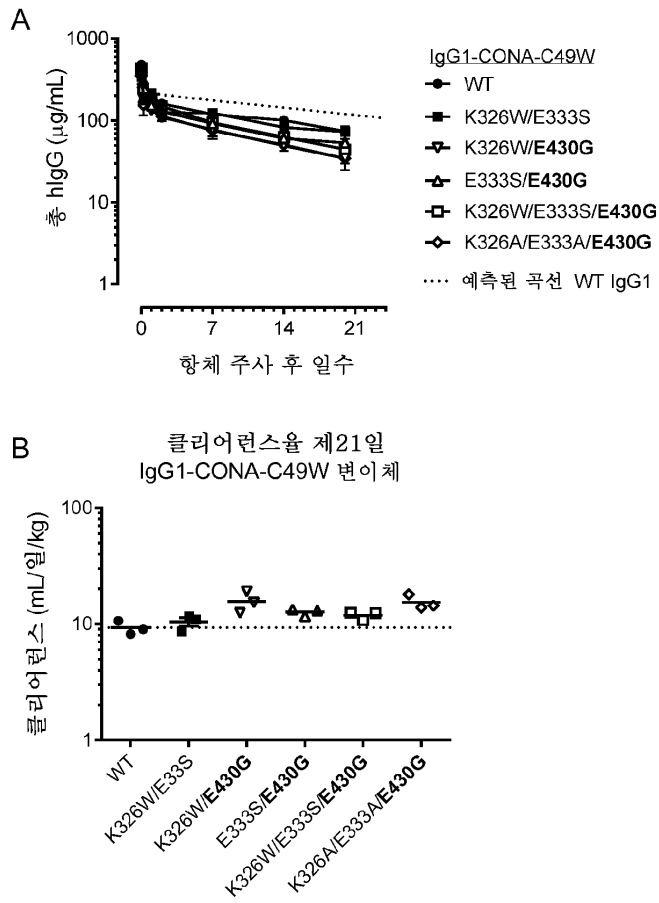 A
1000
100
10
1
총 hIgG (μg/mL)
0 7 14 21
항체 주사 후 일수
IgG1-CONA-C49W
WT
K326W/E333S
K326W/E430G
E333S/E430G
K326W/E333S/E430G
K326A/E333A/E430G
예측된 곡선 WT IgG1
B
클리어런스율 제21일
IgG1-CONA-C49W 변이체
100
10
1
클리어런스 (mL/일/kg)
WT
K326W/E33S
K326W/E430G
E333S/E430G
K326W/E333S/E430G
K326A/E333A/E430G